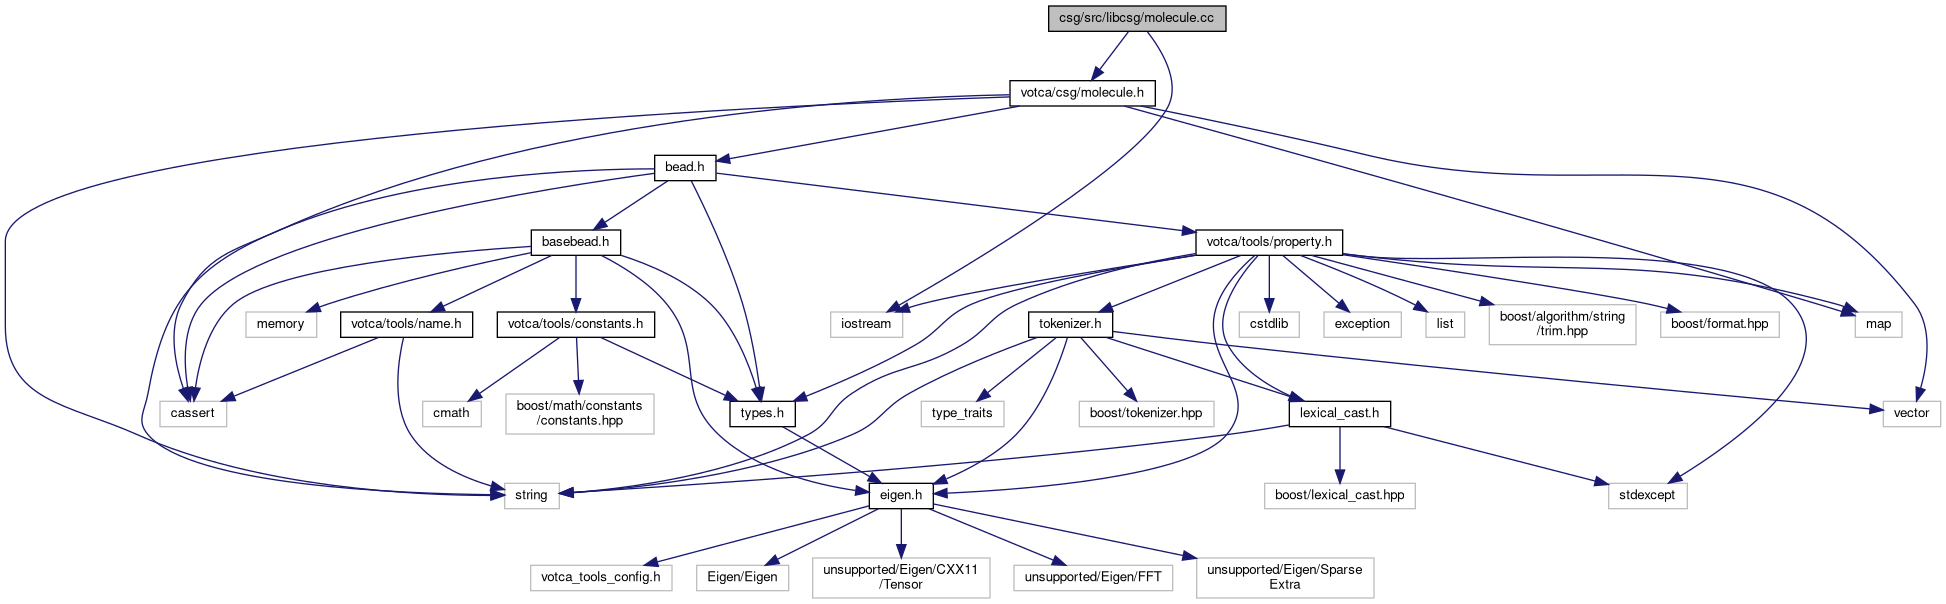 csg/src/libcsg/molecule.cc
votca/csg/molecule.h
bead.h
basebead.h
votca/tools/property.h
memory
votca/tools/name.h
votca/tools/constants.h
iostream
tokenizer.h
cstdlib
exception
list
boost/algorithm/string
/trim.hpp
boost/format.hpp
map
cassert
cmath
boost/math/constants
/constants.hpp
types.h
type_traits
boost/tokenizer.hpp
lexical_cast.h
vector
string
eigen.h
boost/lexical_cast.hpp
stdexcept
votca_tools_config.h
Eigen/Eigen
unsupported/Eigen/CXX11
/Tensor
unsupported/Eigen/FFT
unsupported/Eigen/Sparse
Extra